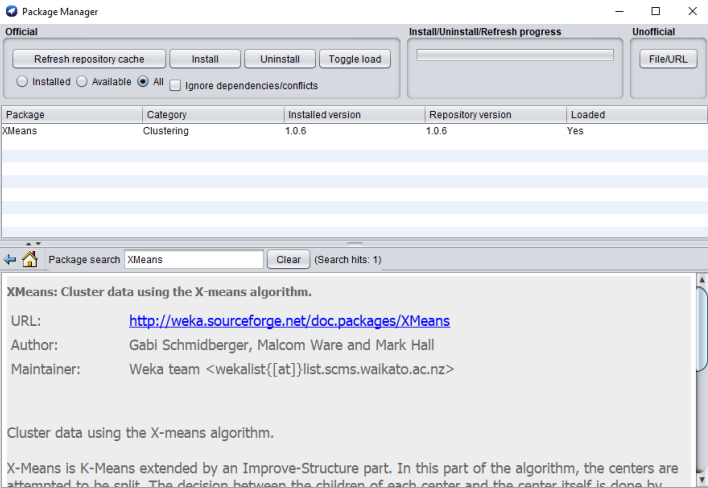 Package Manager
Official
Install/Uninstall/Refresh progress
Unofficial
Refresh repository cache
Install
Uninstall
Toggle load
File/URL
Installed
Available
All
Ignore dependencies/conflicts
Package Category Installed version Repository version Loaded
XMeans Clustering 1.0.6 1.0.6 Yes
Package search XMeans Clear (Search hits: 1)
XMeans: Cluster data using the X-means algorithm.
URL: http://weka.sourceforge.net/doc.packages/XMeans
Author: Gabi Schmidberger, Malcom Ware and Mark Hall
Maintainer: Weka team <wekalist{[at]}list.scms.waikato.ac.nz>
Cluster data using the X-means algorithm.
X-Means is K-Means extended by an Improve-Structure part. In this part of the algorithm, the centers are
attempted to be split. The decision between the children of each center and the center itself is done by